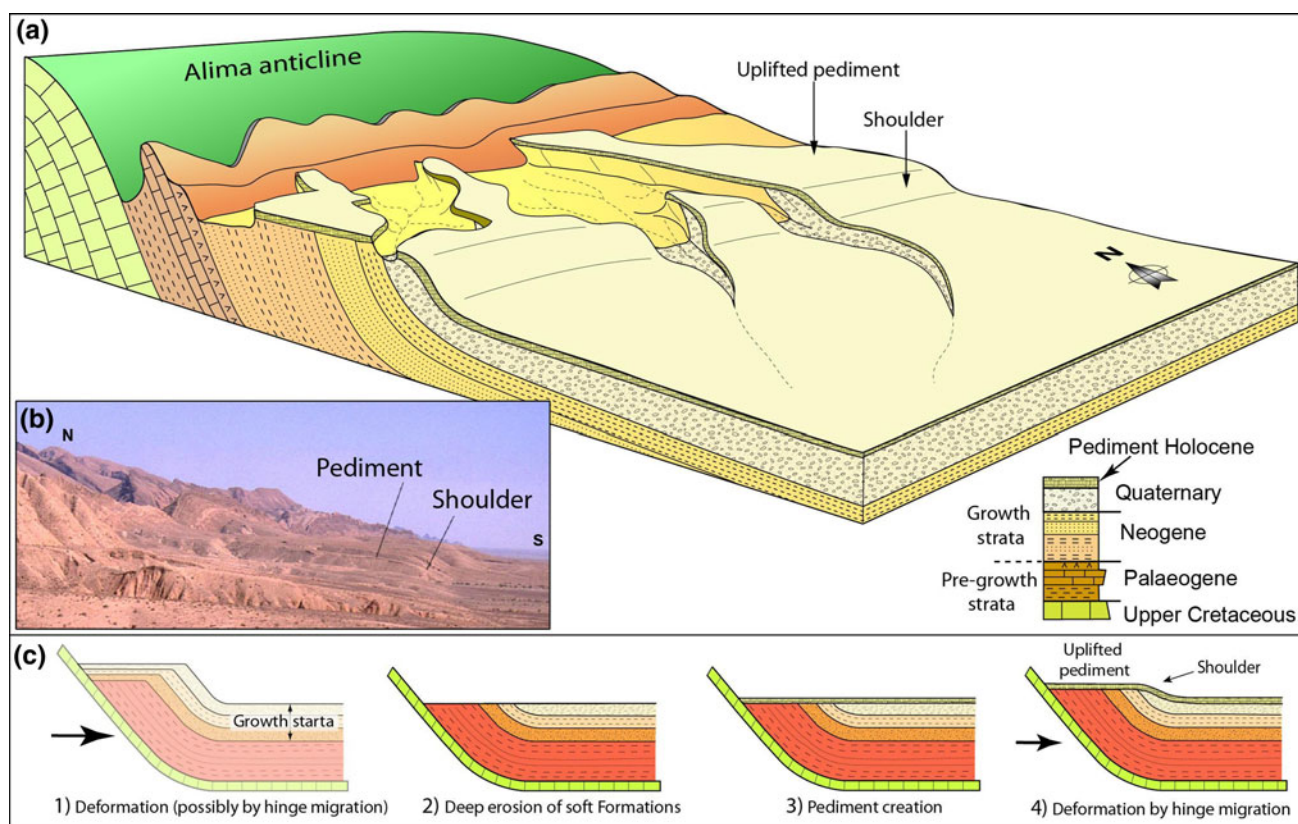 (a)
Alima anticline
Uplifted pediment
Shoulder
N
(b)
N
Pediment
Shoulder
S
Pediment Holocene
Quaternary
Growth
strata
Neogene
Pre-growth
strata
Palaeogene
Upper Cretaceous
(c)
Growth starta
1) Deformation (possibly by hinge migration)
2) Deep erosion of soft Formations
3) Pediment creation
Uplifted
pediment
Shoulder
4) Deformation by hinge migration